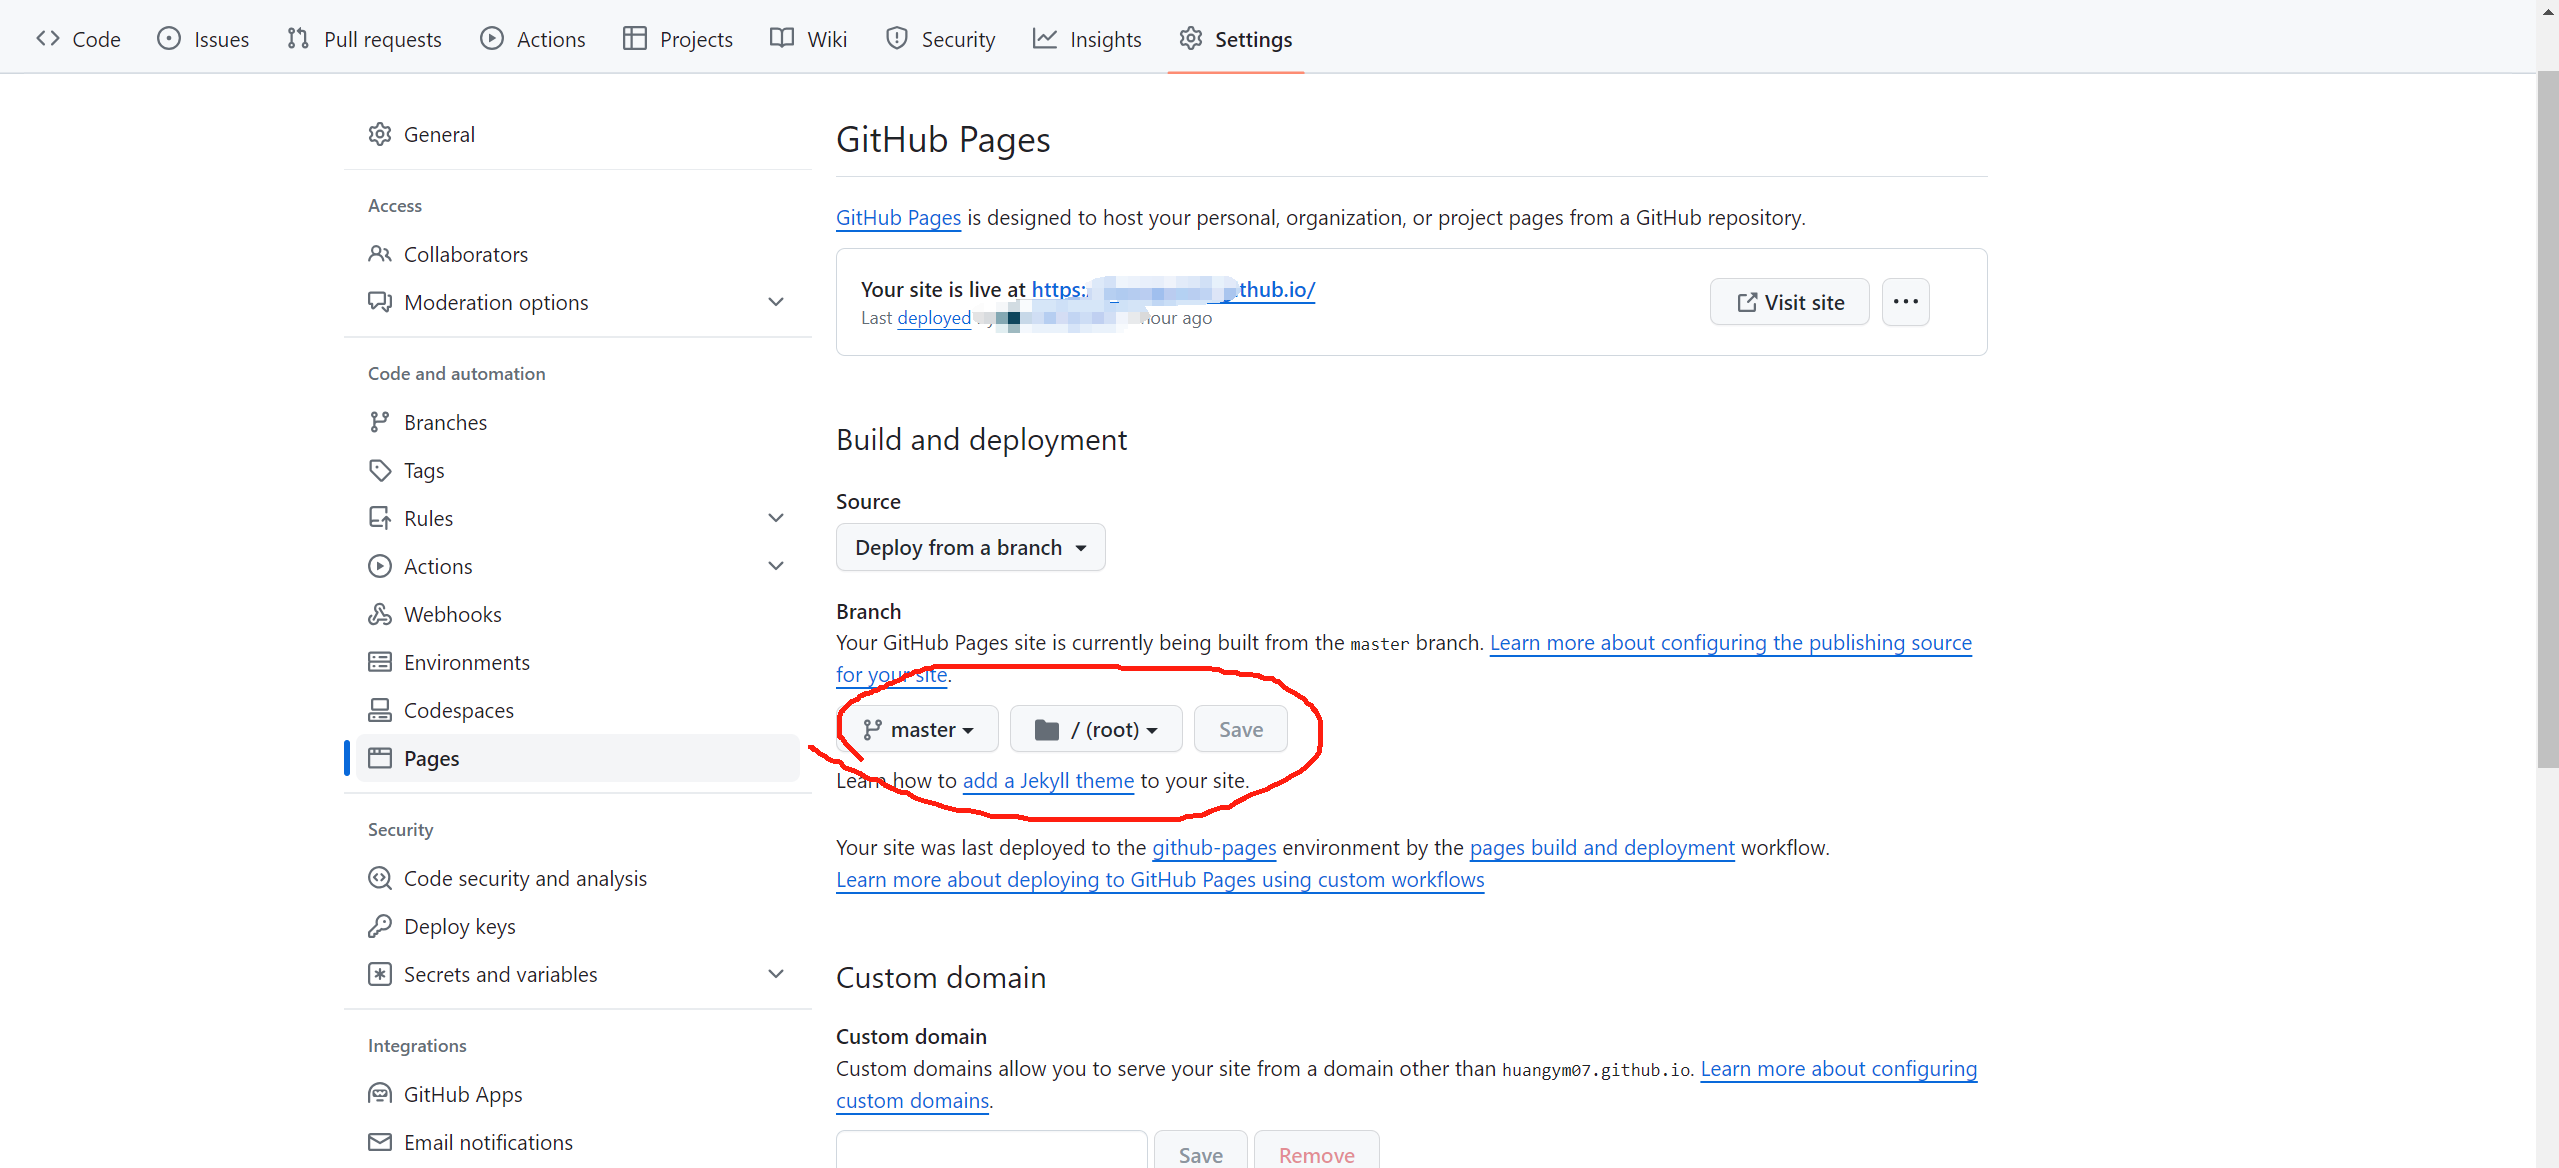 Code Issues Pull requests Actions Projects Wiki Security Insights Settings
General
Access
Collaborators
Moderation options
Code and automation
Branches
Tags
Rules
Actions
Webhooks
Environments
Codespaces
Pages
Security
Code security and analysis
Deploy keys
Secrets and variables
Integrations
GitHub Apps
Email notifications
GitHub Pages
GitHub Pages is designed to host your personal, organization, or project pages from a GitHub repository.
Your site is live at https: thub.io/
Last deployed hour ago
Visit site
Build and deployment
Source
Deploy from a branch
Branch
Your GitHub Pages site is currently being built from the master branch. Learn more about configuring the publishing source
for your site.
master / (root) Save
Learn how to add a Jekyll theme to your site.
Your site was last deployed to the github-pages environment by the pages build and deployment workflow.
Learn more about deploying to GitHub Pages using custom workflows
Custom domain
Custom domain
Custom domains allow you to serve your site from a domain other than huangym07.github.io. Learn more about configuring
custom domains.
Save Remove